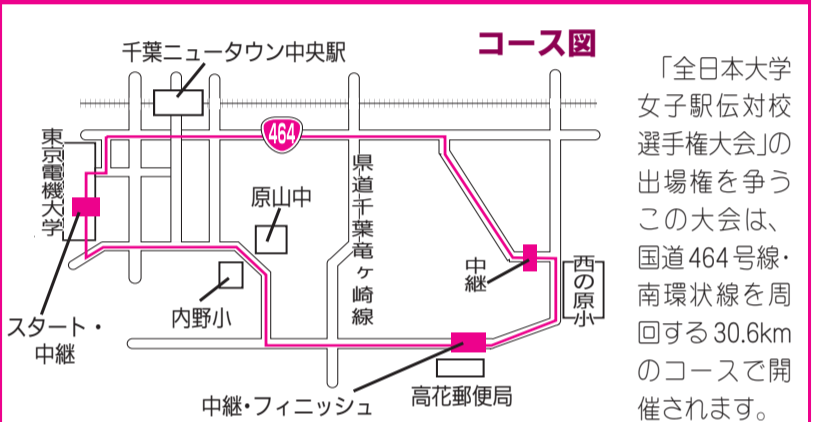 コース図
千葉ニュータウン中央駅
464
東京電機大学
県道千葉竜ヶ崎線
原山中
中継
西の原小
内野小
スタート・
中継
高花郵便局
中継・フィニッシュ
「全日本大学
女子駅伝対校
選手権大会」の
出場権を争う
この大会は、
国道464号線・
南環状線を周
回する30.6km
のコースで開
催されます。